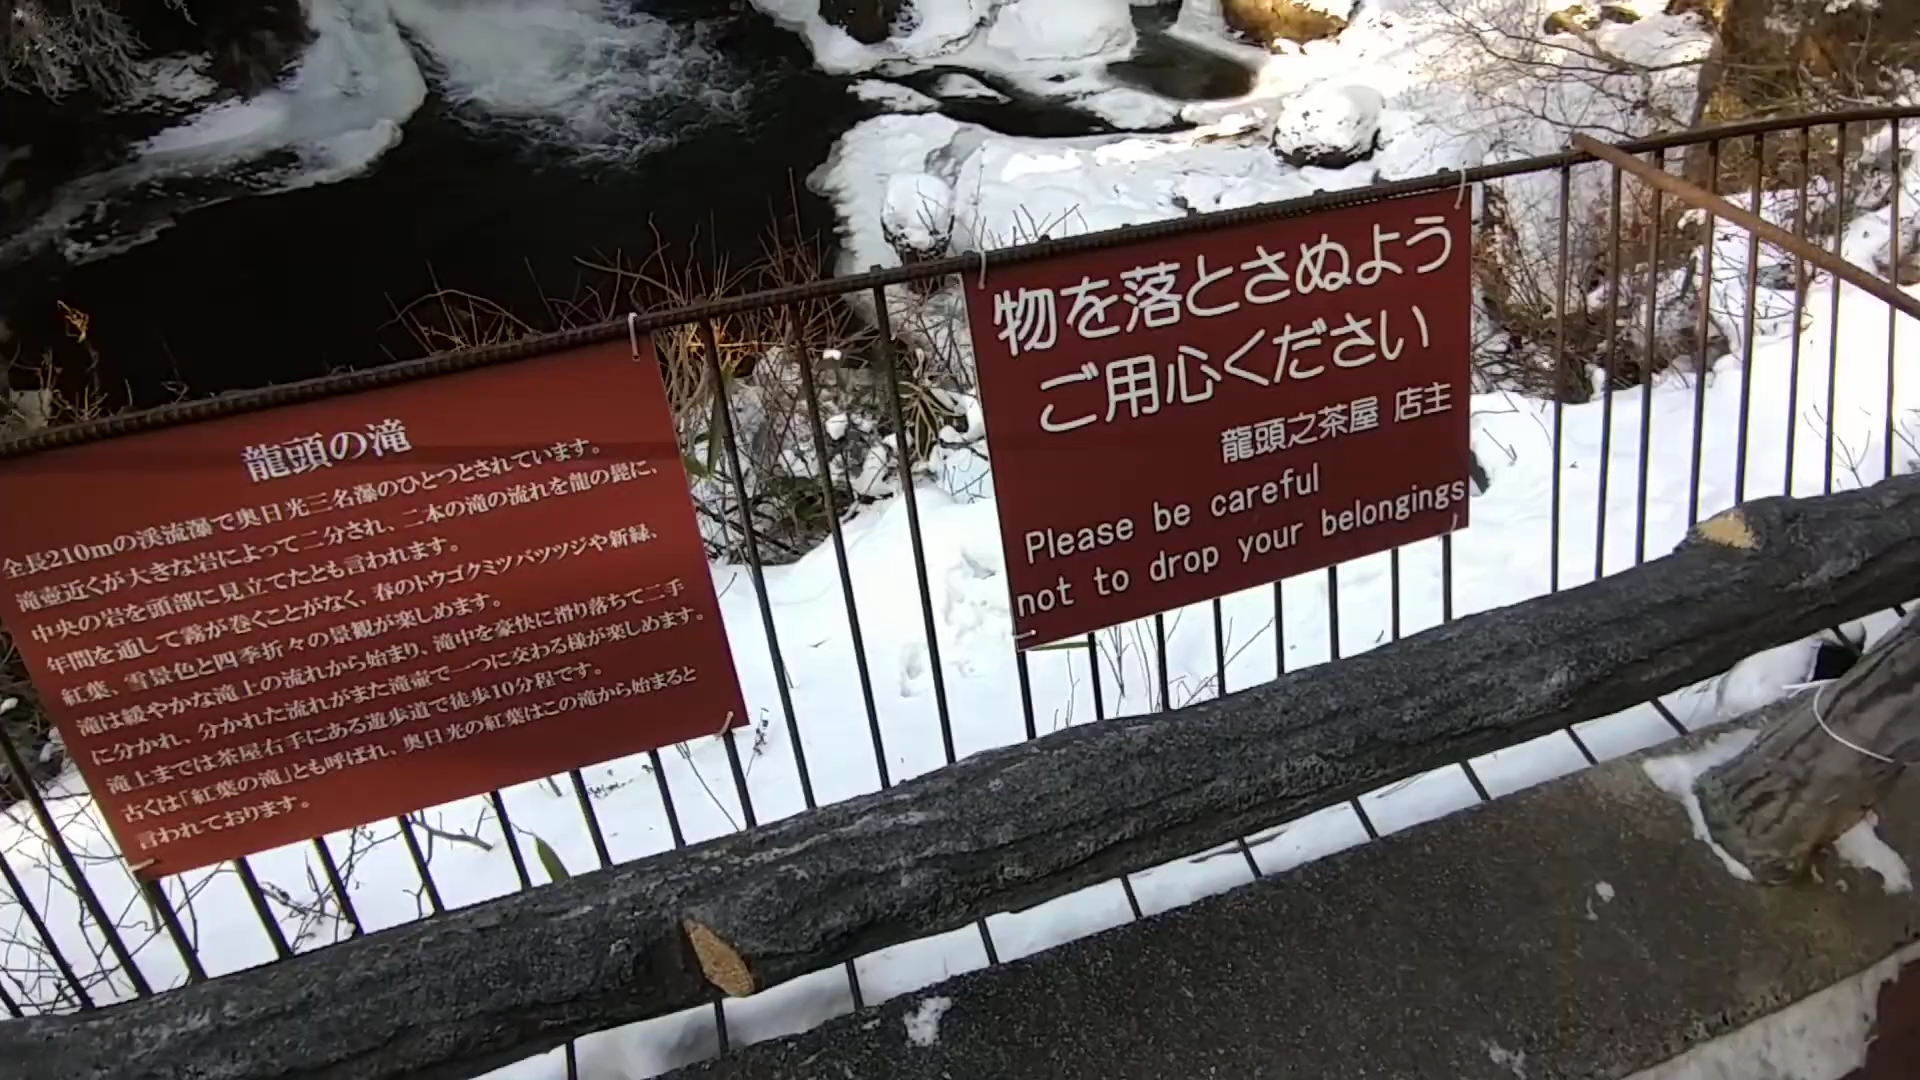 龍頭の滝
全長210mの渓流瀑で奥日光三名瀑のひとつとされています。
滝壺近くが大きな岩によって二分され、二本の滝の流れを龍の髭に、
中央の岩を頭部に見立てたとも言われます。
年間を通して霧が巻くことがなく、春のトウゴクミツバツツジや新緑、
紅葉、雪景色と四季折々の景観が楽しめます。
滝は緩やかな滝上の流れから始まり、滝中を豪快に滑り落ちて二手
に分かれ、分かれた流れがまた滝壺で一つに交わる様が楽しめます。
滝上までは茶屋右手にある遊歩道で徒歩10分程です。
古くは「紅葉の滝」とも呼ばれ、奥日光の紅葉はこの滝から始まると
言われております。
物を落とさぬよう
ご用心ください
龍頭之茶屋 店主
Please be careful
not to drop your belongings